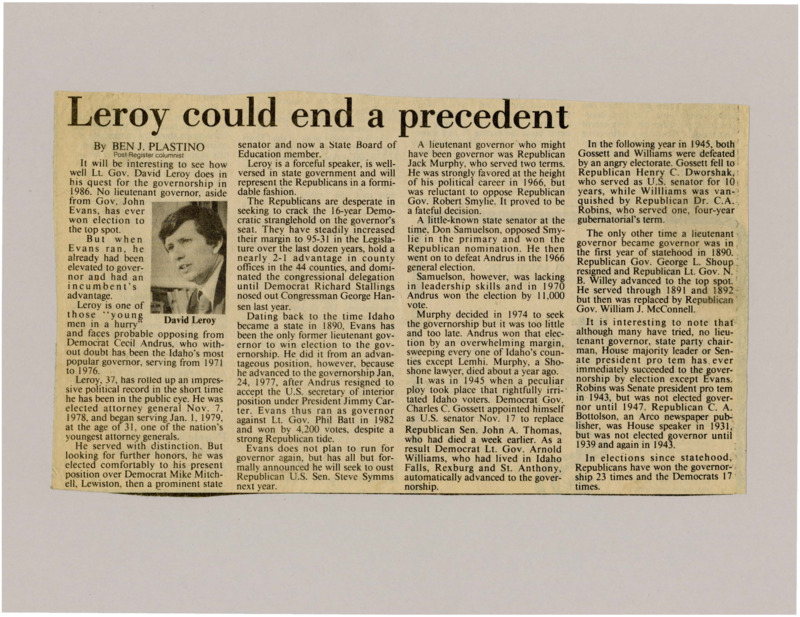 Leroy could end a precedent
By BEN J. PLASTINO
Post-Register columnist
It will be interesting to see how
well Lt. Gov. David Leroy does in
his quest for the governorship in
1986. No lieutenant governor, aside
from Gov. John
Evans, has ever
won election to
the top spot.
But when
Evans ran, he
already had been
elevated to gover-
nor and had an
incumbent's
advantage.
Leroy is one of
those "young
men in a hurry"
David Leroy
and faces probable opposing from
Democrat Cecil Andrus, who with-
out doubt has been the Idaho's most
popular governor, serving from 1971
to 1976.
Leroy, 37, has rolled up an impres-
sive political record in the short time
he has been in the public eye. He was
elected attorney general Nov. 7,
1978, and began serving Jan. 1, 1979,
at the age of 31, one of the nation's
youngest attorney generals.
He served with distinction. But
looking for further honors, he was
elected comfortably to his present
position over Democrat Mike Mitch-
ell, Lewiston, then a prominent state
senator and now a State Board of
Education member.
Leroy is a forceful speaker, is well-
versed in state government and will
represent the Republicans in a formi-
dable fashion.
The Republicans are desperate in
seeking to crack the 16-year Demo-
cratic stranglehold on the governor's
seat. They have steadily increased
their margin to 95-31 in the Legisla-
ture over the last dozen years, hold a
nearly 2-1 advantage in county
offices in the 44 counties, and domi-
nated the congressional delegation
until Democrat Richard Stallings
nosed out Congressman George Han-
sen last year.
Dating back to the time Idaho
became a state in 1890, Evans has
been the only former lieutenant gov-
ernor to win election to the gov-
ernorship. He did it from an advan-
tageous position, however, because
he advanced to the governorship Jan,
24, 1977, after Andrus resigned to
accept the U.S. secretary of interior
position under President Jimmy Car-
ter. Evans thus ran as governor
against Lt. Gov. Phil Batt in 1982
and won by 4,200 votes, despite a
strong Republican tide.
Evans does not plan to run for
governor again, but has all but for-
mally announced he will seek to oust
Republican U.S. Sen. Steve Symms
next year.
A lieutenant governor who might
have been governor was Republican
Jack Murphy, who served two terms.
He was strongly favored at the height
of his political career in 1966, but
was reluctant to oppose Republican
Gov. Robert Smylie. It proved to be
a fateful decision.
A little-known state senator at the
time, Don Samuelson, opposed Smy-
lie in the primary and won the
Republican nomination. He then
went on to defeat Andrus in the 1966
general election.
Samuelson, however, was lacking
in leadership skills and in 1970
Andrus won the election by 11,000
vote.
Murphy decided in 1974 to seek
the governorship but it was too little
and too late. Andrus won that elec-
tion by an overwhelming margin,
sweeping every one of Idaho's coun-
ties except Lemhi. Murphy, a Sho-
shone lawyer, died about a year ago.
It was in 1945 when a peculiar
ploy took place that rightfully irri-
tated Idaho voters. Democrat Gov.
Charles C. Gossett appointed himself
as U.S. senator Nov. 17 to replace
Republican Sen. John A. Thomas,
who had died a week earlier. As a
result Democrat Lt. Gov. Arnold
Williams, who had lived in Idaho
Falls, Rexburg and St. Anthony,
automatically advanced to the gover-
norship.
In the following year in 1945, both
Gossett and Williams were defeated
by an angry electorate. Gossett fell to
Republican Henry C. Dworshak,
who served as U.S. senator for 10
years, while Willliams was van-
quished by Republican Dr. C.A.
Robins, who served one, four-year
gubernatorial's term.
The only other time a lieutenant
governor became governor was in
the first year of statehood in 1890.
Republican Gov. George L. Shoup
resigned and Republican Lt. Gov. N.
B. Willey advanced to the top spot.
He served through 1891 and 1892
but then was replaced by Republican
Gov. William J. McConnell.
It is interesting to note that
although many have tried, no lieu-
tenant governor, state party chair-
man, House majority leader or Sen-
ate president pro tem has ever
immediately succeeded to the gover-
norship by election except Evans.
Robins was Senate president pro tem
in 1943, but was not elected gover-
nor until 1947. Republican C. A.
Bottolson, an Arco newspaper pub-
lisher, was House speaker in 1931,
but was not elected governor until
1939 and again in 1943.
In elections since statehood,
Republicans have won the governor-
ship 23 times and the Democrats 17
times.